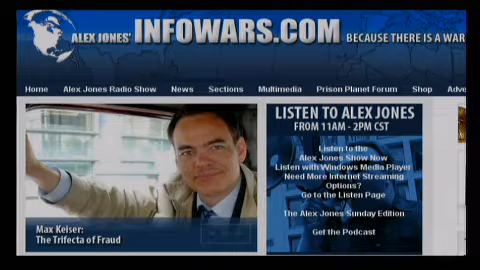 ALEX JONES' INFOWARS.COM BECAUSE THERE IS A WAR
Home Alex Jones Radio Show News Sections Multimedia Prison Planet Forum Shop Adve
LISTEN TO ALEX JONES
FROM 11AM - 2PM CST
Listen to the
Alex Jones Show Now
Listen with Windows Media Player
Need More Internet Streaming
Options?
Go to the Listen Page
The Alex Jones Sunday Edition
Get the Podcast
Max Keiser:
The Trifecta of Fraud